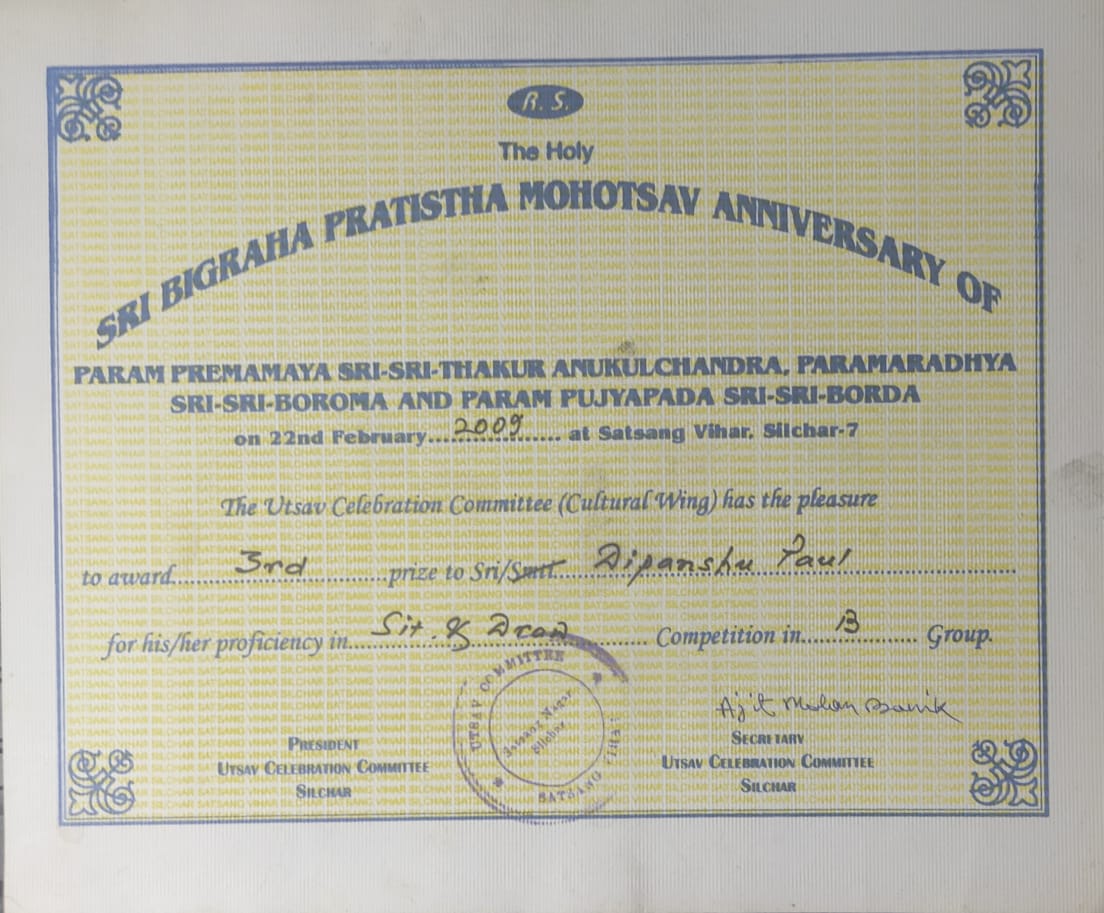 R. S.
The Holy
SRI BIGRAHA PRATISTHA MOHOTSAV ANNIVERSARY OF
PARAM PREMAMAYA SRI-SRI-THAKUR ANUKULCHANDRA, PARAMARADHYA
SRI-SRI-BOROMA AND PARAM PUJYAPADA SRI-SRI-BORDA
on 22nd February....2009.... at Satsang Vihar, Silchar-7
The Utsav Celebration Committee (Cultural Wing) has the pleasure
to award....3rd....prize to Sri/Smti....Dipanshu Paul....
for his/her proficiency in....Sit & Draw....Competition in....B....Group.
UTSAV COMMITTEE
Silchar
SATSANG VIHAR
Ajit Mohan
PRESIDENT
UTSAV CELEBRATION COMMITTEE
SILCHAR
SECRETARY
UTSAV CELEBRATION COMMITTEE
SILCHAR